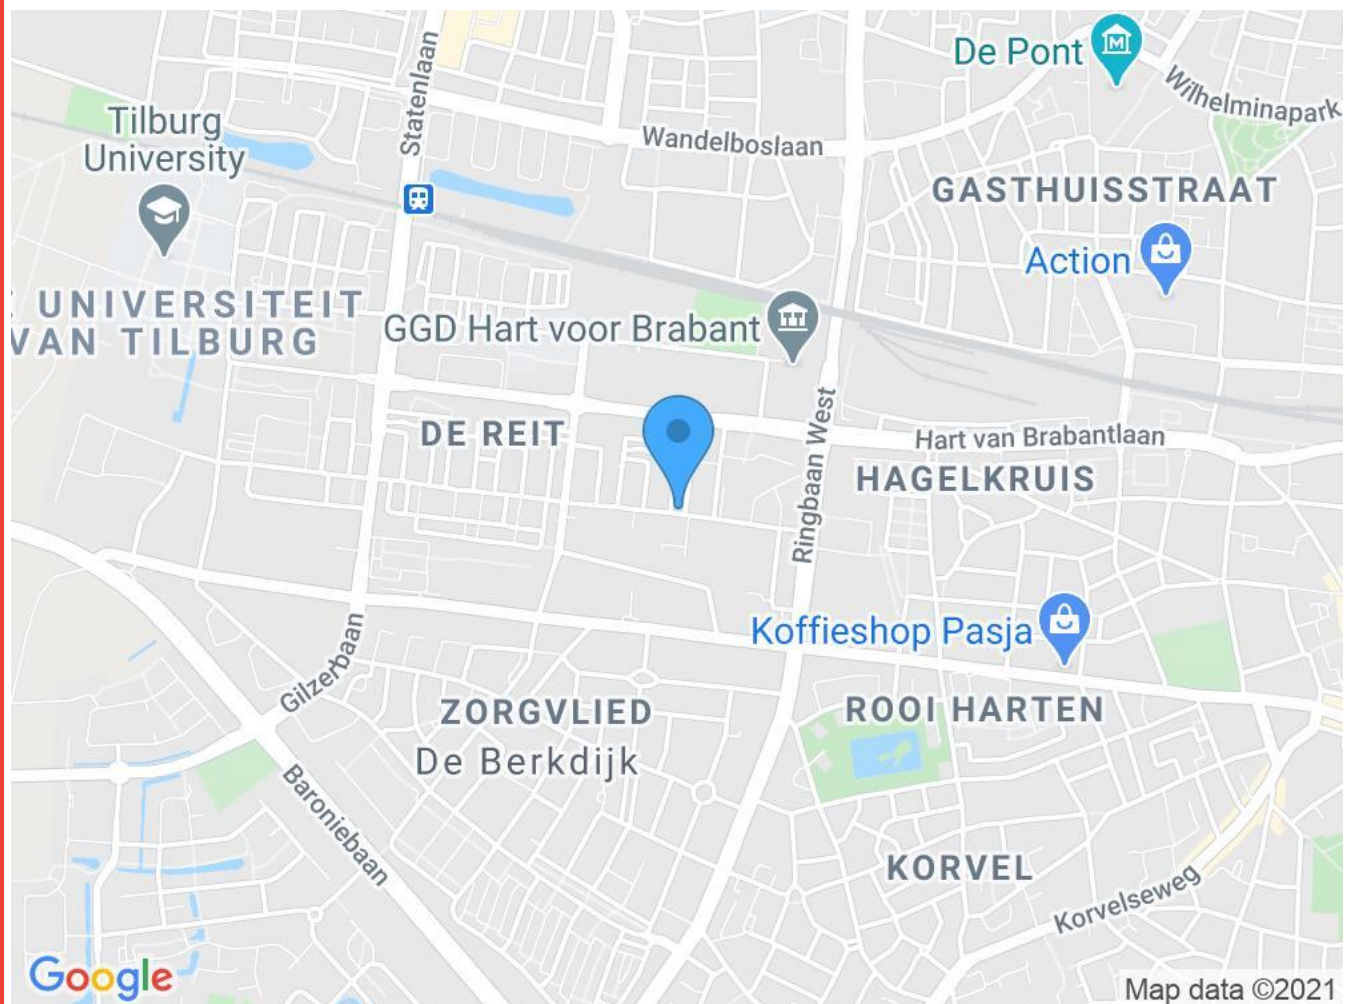 De Pont
Wilhelminapark
Statenlaan
Tilburg
University
Wandelboslaan
GASTHUISSTRAAT
Action
UNIVERSITEIT
VAN TILBURG
GGD Hart voor Brabant
DE REIT
Ringbaan West
Hart van Brabantlaan
HAGELKRUIS
Koffieshop Pasja
Gilzerbaan
ZORGVLIED
De Berkdijk
ROOI HARTEN
Baroniebaan
KORVEL
Korvelseweg
Google
Map data ©2021